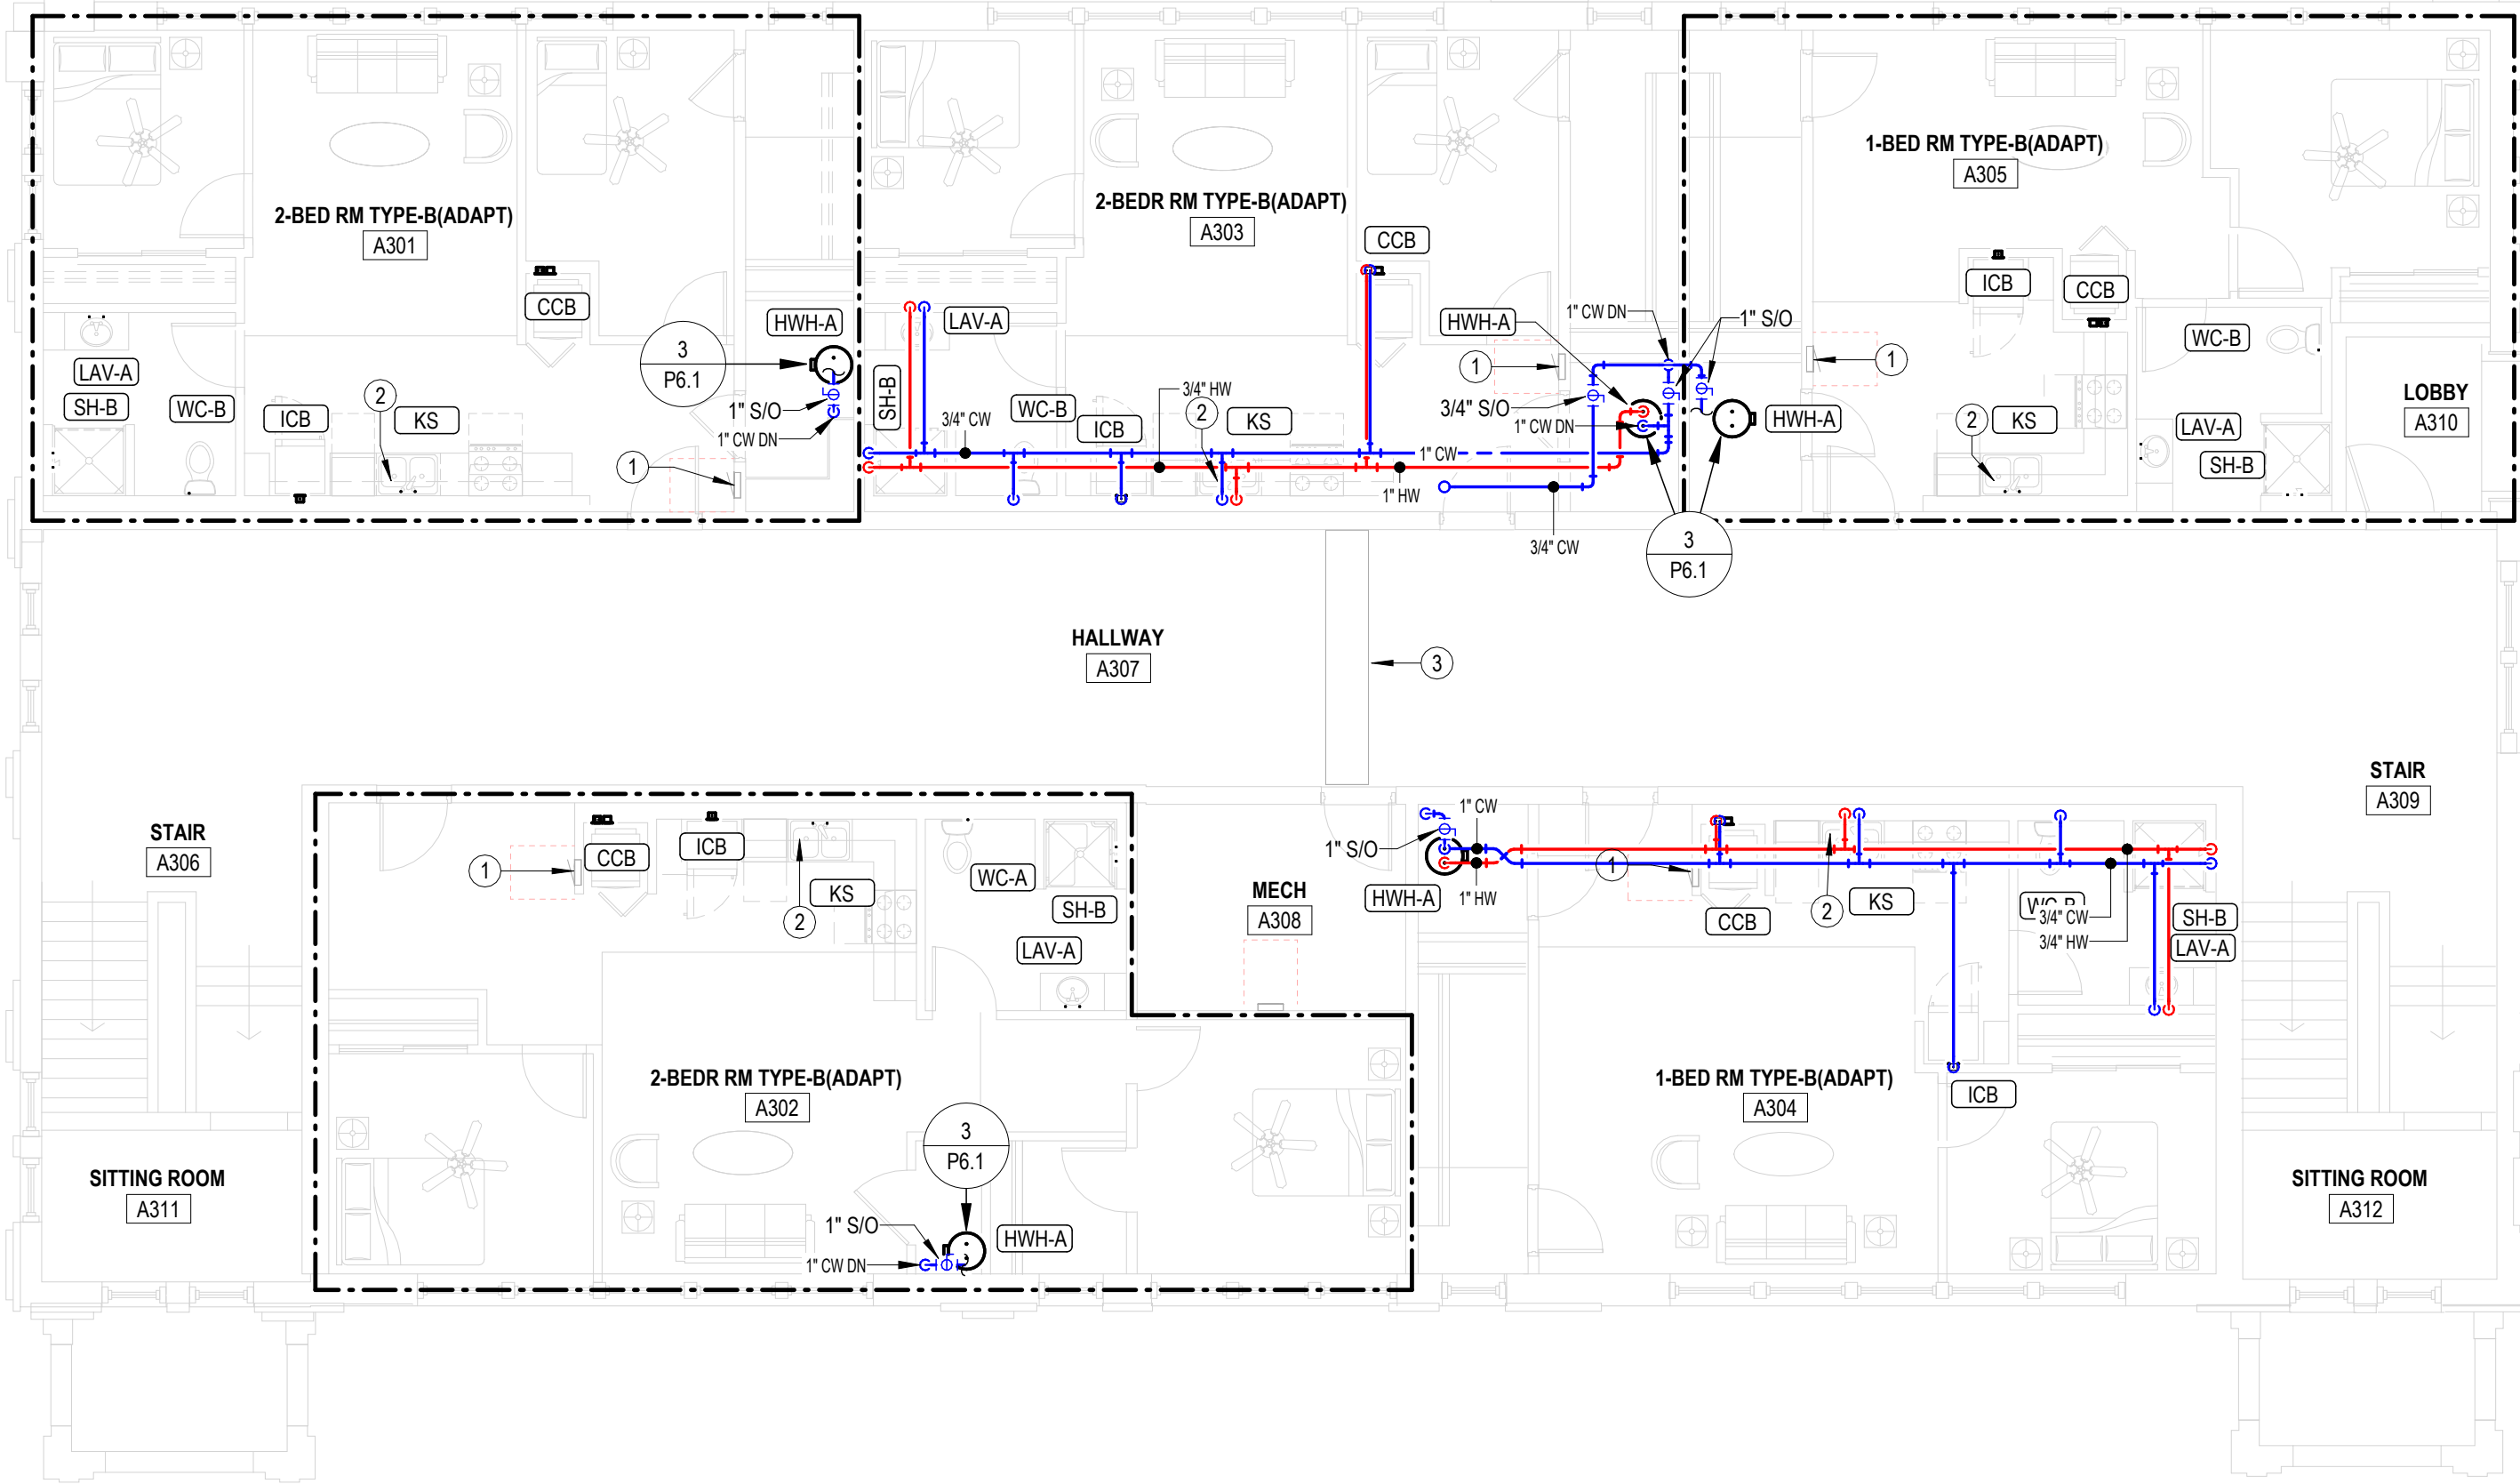 2-BED RM TYPE-B(ADAPT)
A301
CCB
LAV-A
SH-B
WC-B
ICB
2
KS
HWH-A
3
P6.1
1" S/O
1" CW DN
1
2-BEDR RM TYPE-B(ADAPT)
A303
CCB
LAV-A
SH-B
3/4" CW
WC-B
ICB
3/4" HW
2
KS
HWH-A
1
1" CW DN
1" S/O
3/4" S/O
1" CW DN
1" CW
1" HW
3/4" CW
3
P6.1
1-BED RM TYPE-B(ADAPT)
A305
ICB
CCB
1
HWH-A
2
KS
WC-B
LAV-A
SH-B
LOBBY
A310
HALLWAY
A307
3
STAIR
A306
STAIR
A309
1
CCB
ICB
2
KS
WC-A
SH-B
LAV-A
MECH
A308
1" CW
1" S/O
HWH-A
1" HW
1
CCB
2
KS
WC-B
3/4" CW
3/4" HW
SH-B
LAV-A
2-BEDR RM TYPE-B(ADAPT)
A302
3
P6.1
1" S/O
1" CW DN
HWH-A
1-BED RM TYPE-B(ADAPT)
A304
ICB
SITTING ROOM
A311
SITTING ROOM
A312